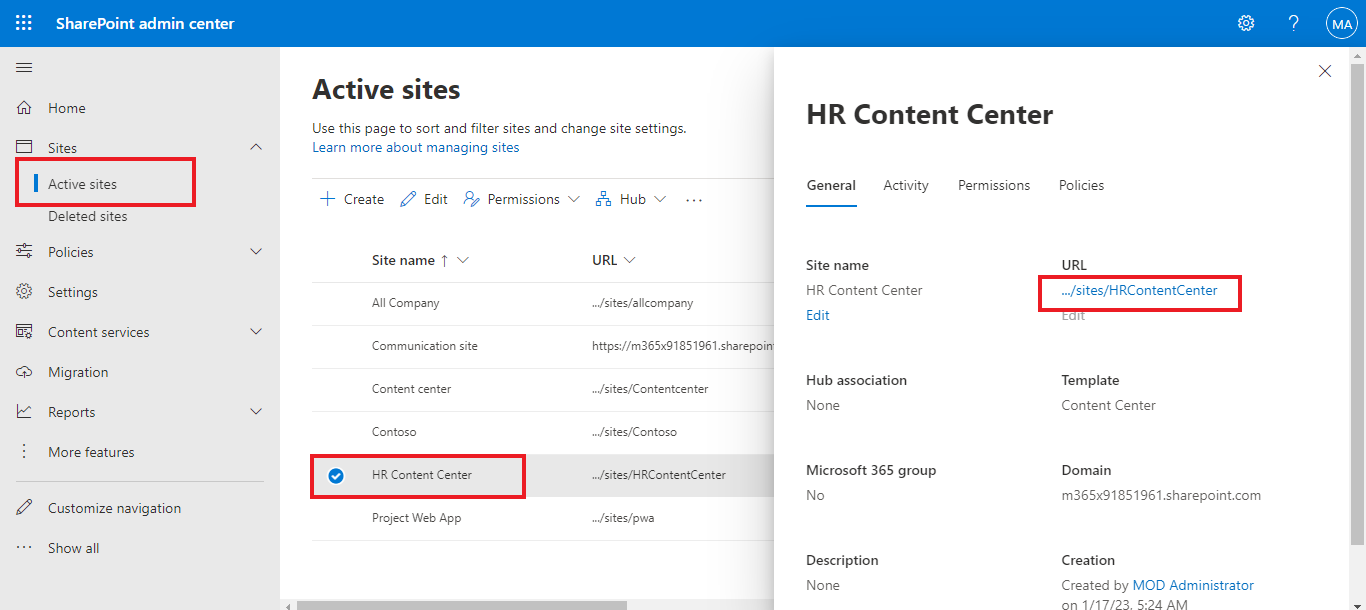 SharePoint admin center
?
MA
Home
Sites
Active sites
Deleted sites
Policies
Settings
Content services
Migration
Reports
More features
Customize navigation
Show all
Active sites
Use this page to sort and filter sites and change site settings.
Learn more about managing sites
Create Edit Permissions Hub ...
Site name ↑ URL
All Company .../sites/allcompany
Communication site https://m365x91851961.sharepoint
Content center .../sites/Contentcenter
Contoso .../sites/Contoso
HR Content Center .../sites/HRContentCenter
Project Web App .../sites/pwa
HR Content Center
General Activity Permissions Policies
Site name URL
HR Content Center .../sites/HRContentCenter
Edit Edit
Hub association Template
None Content Center
Microsoft 365 group Domain
No m365x91851961.sharepoint.com
Description Creation
None Created by MOD Administrator
on 1/17/23, 5:24 AM